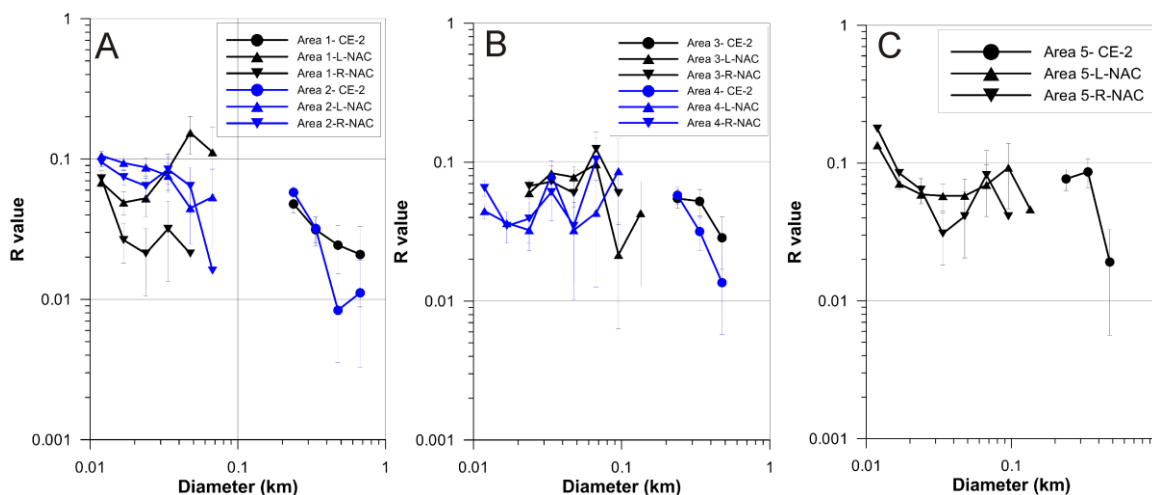 A
Area 1- CE-2
Area 1-L-NAC
Area 1-R-NAC
Area 2- CE-2
Area 2-L-NAC
Area 2-R-NAC
1
0.1
0.01
0.001
R value
0.01
0.1
1
Diameter (km)
B
Area 3- CE-2
Area 3-L-NAC
Area 3-R-NAC
Area 4- CE-2
Area 4-L-NAC
Area 4-R-NAC
1
0.1
0.01
0.001
R value
0.01
0.1
1
Diameter (km)
C
Area 5- CE-2
Area 5-L-NAC
Area 5-R-NAC
1
0.1
0.01
0.001
R value
0.01
0.1
1
Diameter (km)